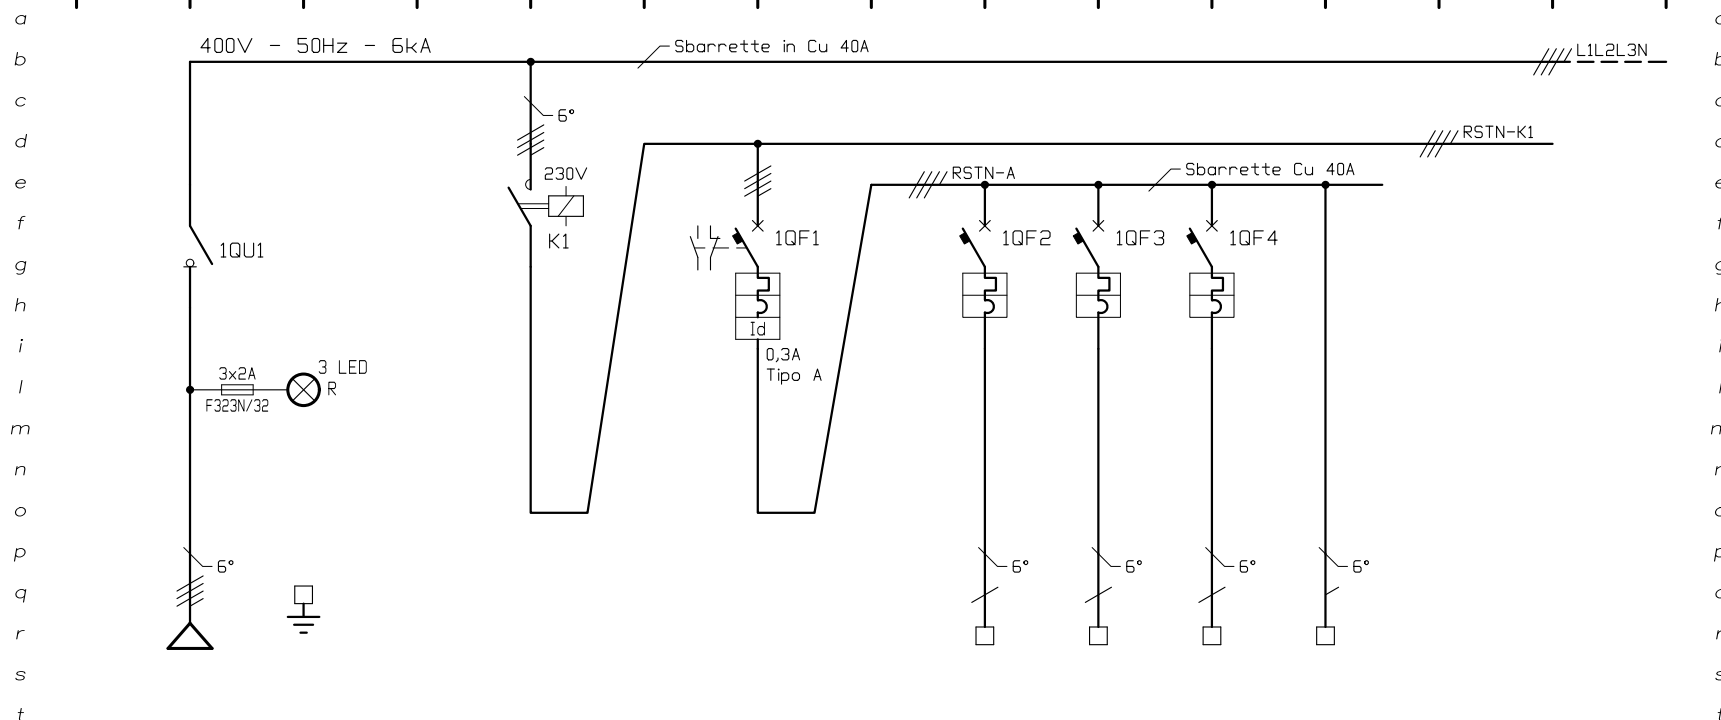 a
400V - 50Hz - 6kA
Sbarrette in Cu 40A
L1L2L3N
b
c
6°
d
RSTN-K1
e
230V
RSTN-A
Sbarrette Cu 40A
f
K1
1QU1
1QF1
1QF2
1QF3
1QF4
g
h
Id
i
0,3A
Tipo A
3x2A
3 LED
R
l
F323N/32
m
n
o
p
6°
6°
6°
6°
6°
q
r
s
t